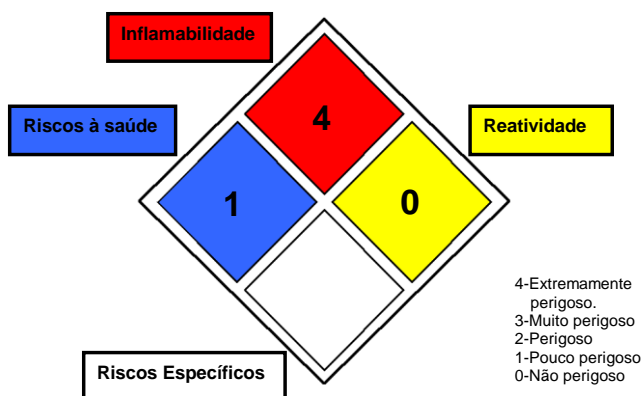 Inflamabilidade
Riscos à saúde
Reatividade
4
1
0
4-Extremamente
perigoso.
3-Muito perigoso
2-Perigoso
1-Pouco perigoso
0-Não perigoso
Riscos Específicos